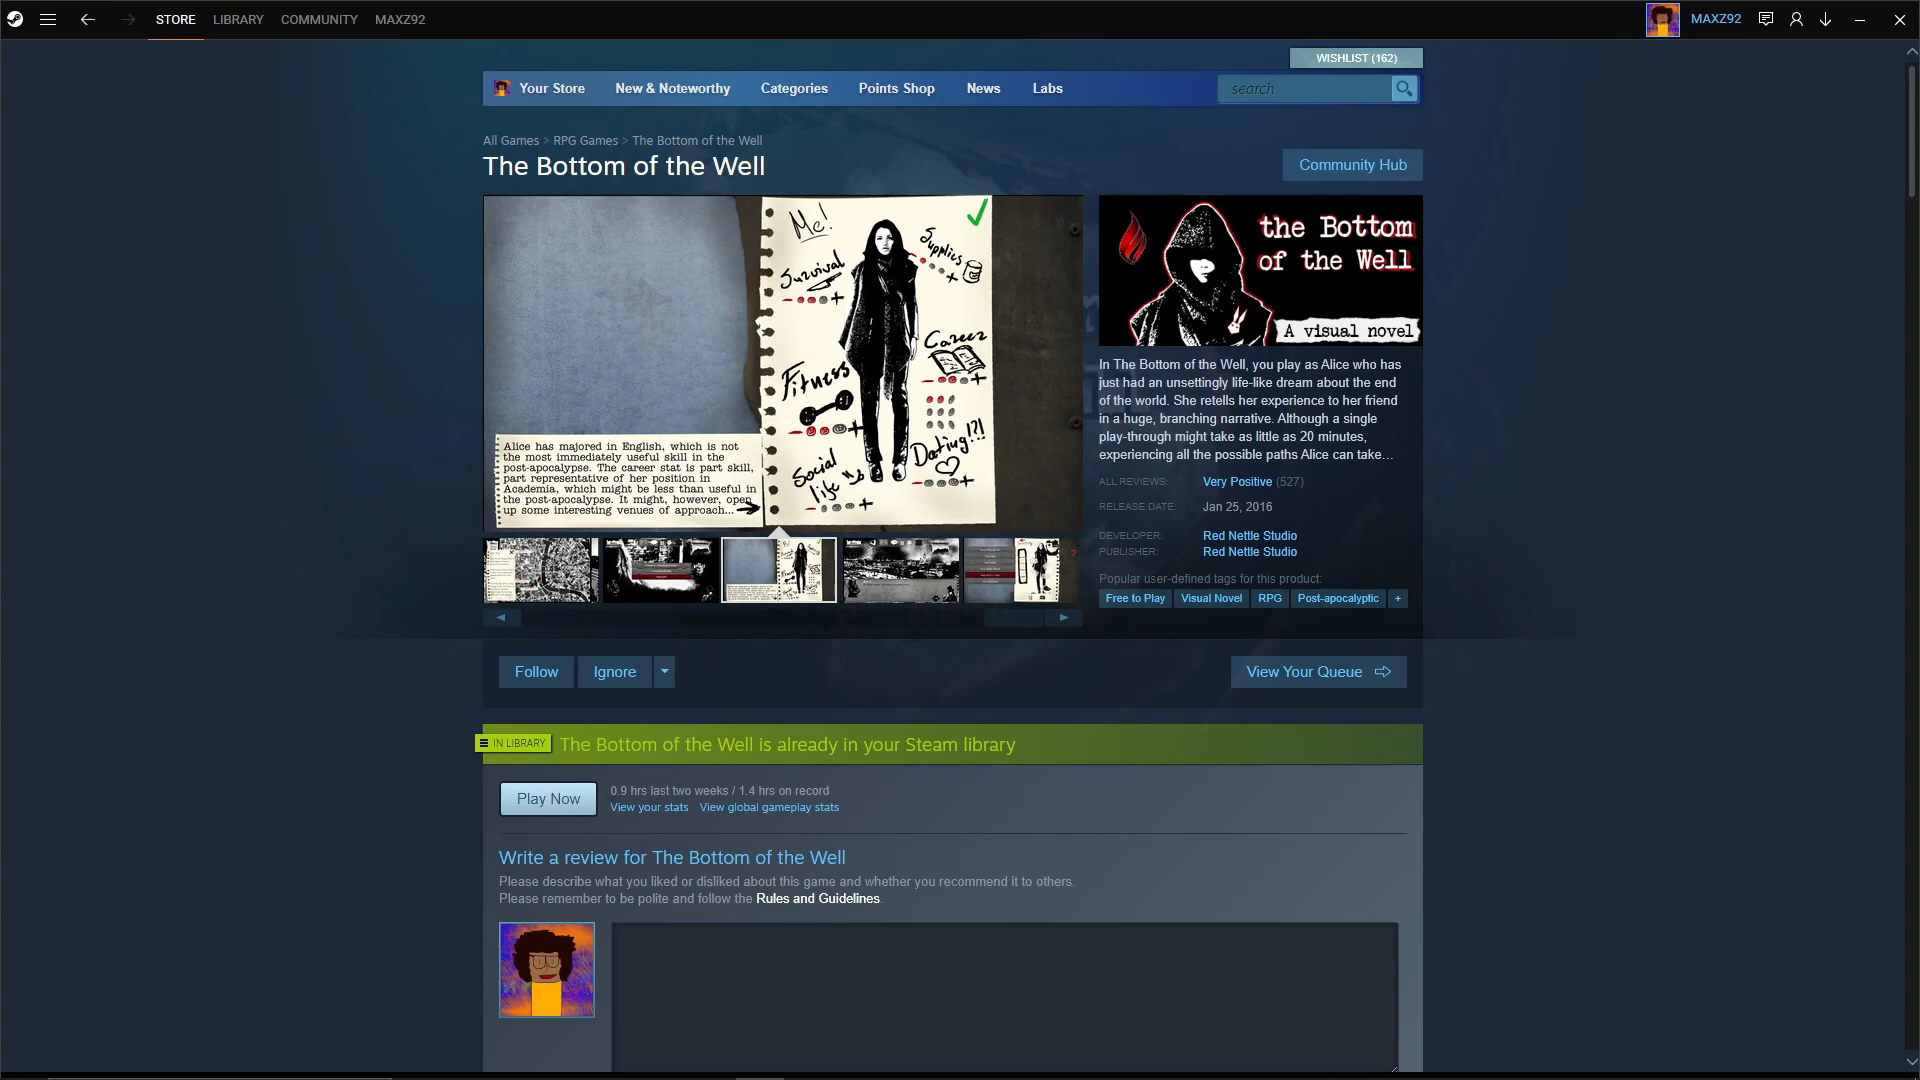 STORE LIBRARY COMMUNITY MAXZ92
MAXZ92
WISHLIST (162)
Your Store New & Noteworthy Categories Points Shop News Labs
search
All Games > RPG Games > The Bottom of the Well
The Bottom of the Well
Community Hub
Me!
Survival
Supplies
Career
Fitness
Dating!?!
Social
life
Alice has majored in English, which is not
the most immediately useful skill in the
post-apocalypse. The career stat is part skill,
part representative of her position in
Academia, which might be less than useful in
the post-apocalypse. It might, however, open
up some interesting venues of approach...
the Bottom
of the Well
A visual novel
In The Bottom of the Well, you play as Alice who has
just had an unsettingly life-like dream about the end
of the world. She retells her experience to her friend
in a huge, branching narrative. Although a single
play-through might take as little as 20 minutes,
experiencing all the possible paths Alice can take…
ALL REVIEWS: Very Positive (527)
RELEASE DATE: Jan 25, 2016
DEVELOPER: Red Nettle Studio
PUBLISHER: Red Nettle Studio
Popular user-defined tags for this product:
Free to Play Visual Novel RPG Post-apocalyptic +
Follow Ignore
View Your Queue
IN LIBRARY The Bottom of the Well is already in your Steam library
Play Now
0.9 hrs last two weeks / 1.4 hrs on record
View your stats View global gameplay stats
Write a review for The Bottom of the Well
Please describe what you liked or disliked about this game and whether you recommend it to others.
Please remember to be polite and follow the Rules and Guidelines.